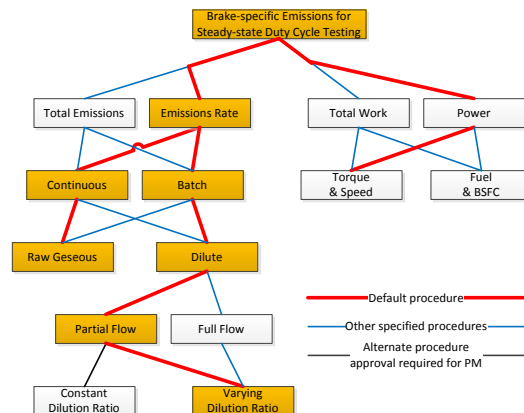 Brake-specific Emissions for
Steady-state Duty Cycle Testing
Total Emissions
Emissions Rate
Total Work
Power
Continuous
Batch
Torque
& Speed
Fuel
& BSFC
Raw Geseous
Dilute
Default procedure
Partial Flow
Full Flow
Other specified procedures
Alternate procedure
approval required for PM
Constant
Dilution Ratio
Varying
Dilution Ratio